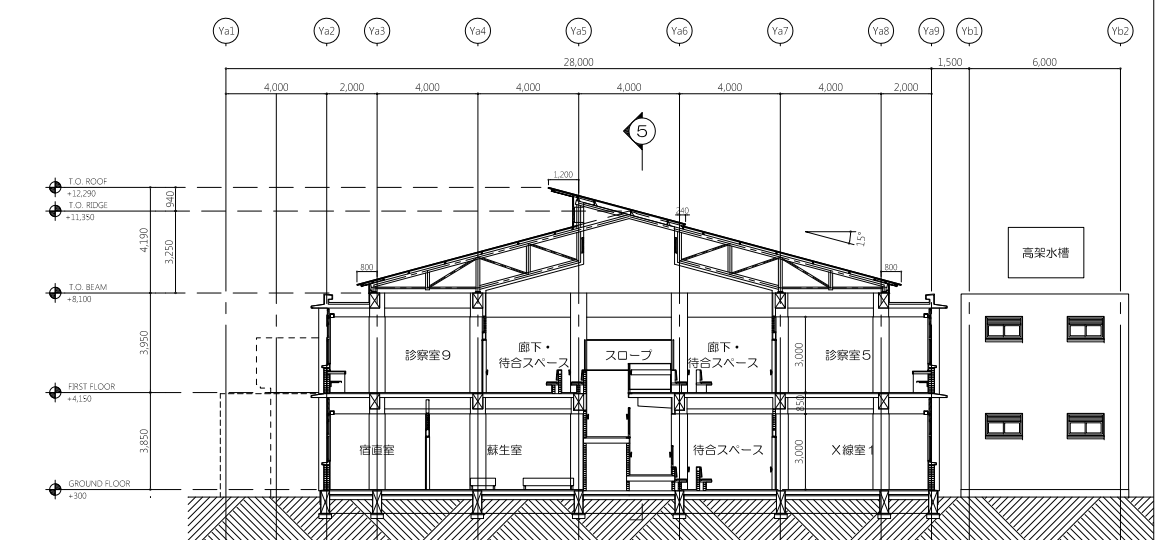 Ya1 Ya2 Ya3 Ya4 Ya5 Ya6 Ya7 Ya8 Ya9 Yb1 Yb2
28,000 1,500 6,000
4,000 2,000 4,000 4,000 4,000 4,000 4,000 2,000
5
T.O. ROOF
+12,290
T.O. RIDGE
+11,350
940
4,190
3,250
1,200
240
15°
800
800
高架水槽
T.O. BEAM
+8,100
3,950
診察室9
廊下・
待合スペース
スロープ
廊下・
待合スペース
3,000
診察室5
FIRST FLOOR
+4,150
850
3,850
宿直室
蘇生室
待合スペース
3,000
X線室1
GROUND FLOOR
+300